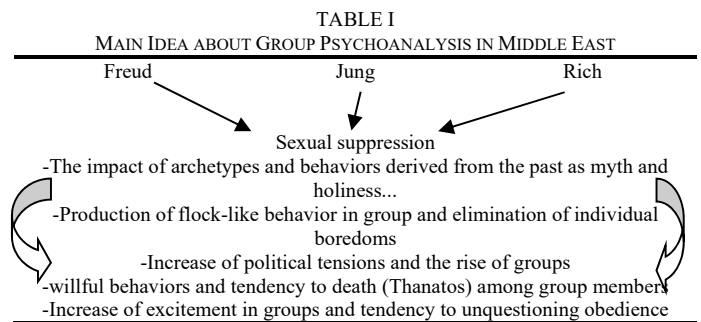 TABLE I
MAIN IDEA ABOUT GROUP PSYCHOANALYSIS IN MIDDLE EAST
Freud Jung Rich
Sexual suppression
-The impact of archetypes and behaviors derived from the past as myth and
holiness...
-Production of flock-like behavior in group and elimination of individual
boredoms
-Increase of political tensions and the rise of groups
-willful behaviors and tendency to death (Thanatos) among group members
-Increase of excitement in groups and tendency to unquestioning obedience